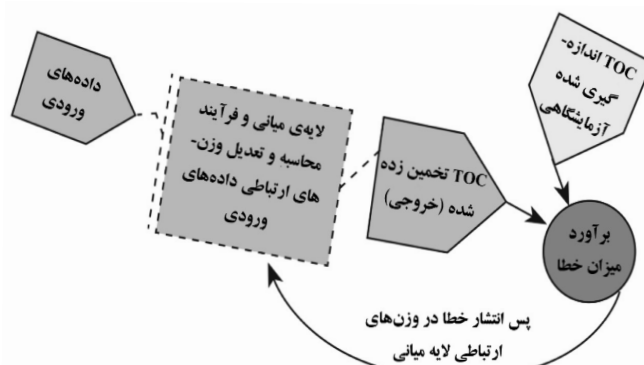 داده‌های
ورودی
لایه‌ی میانی و فرآیند
محاسبه و تعدیل وزن-
های ارتباطی داده‌های
ورودی
TOC تخمین زده
شده (خروجی)
TOC اندازه-
گیری شده
آزمایشگاهی
برآورد
میزان خطا
پس انتشار خطا در وزن‌های
ارتباطی لایه میانی